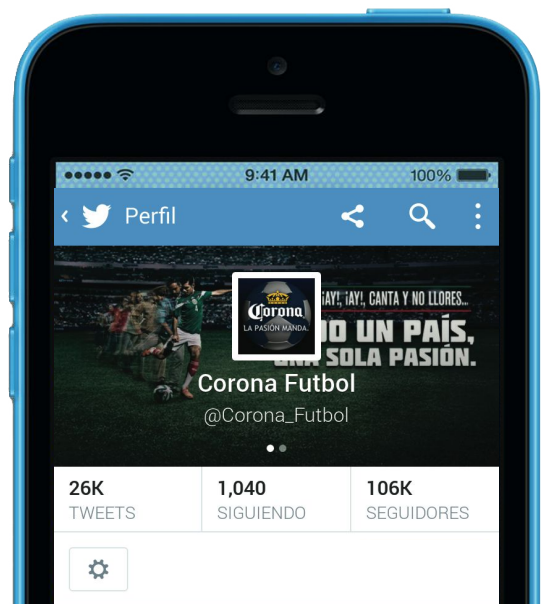 9:41 AM
100%
Perfil
¡AY!, ¡AY!, CANTA Y NO LLORES...
Corona
LA PASIÓN MANDA.
UN PAÍS,
SOLA PASIÓN.
Corona Futbol
@Corona_Futbol
26K
1,040
106K
TWEETS
SIGUIENDO
SEGUIDORES